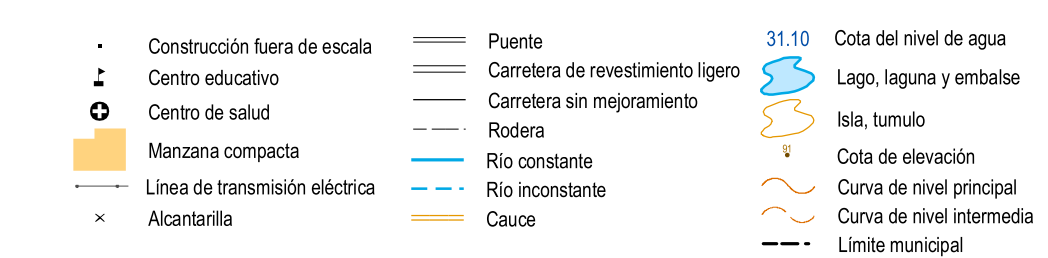 Construcción fuera de escala
Centro educativo
Centro de salud
Manzana compacta
Línea de transmisión eléctrica
Alcantarilla
Puente
Carretera de revestimiento ligero
Carretera sin mejoramiento
Rodera
Río constante
Río inconstante
Cauce
31.10 Cota del nivel de agua
Lago, laguna y embalse
Isla, tumulo
91 Cota de elevación
Curva de nivel principal
Curva de nivel intermedia
Límite municipal